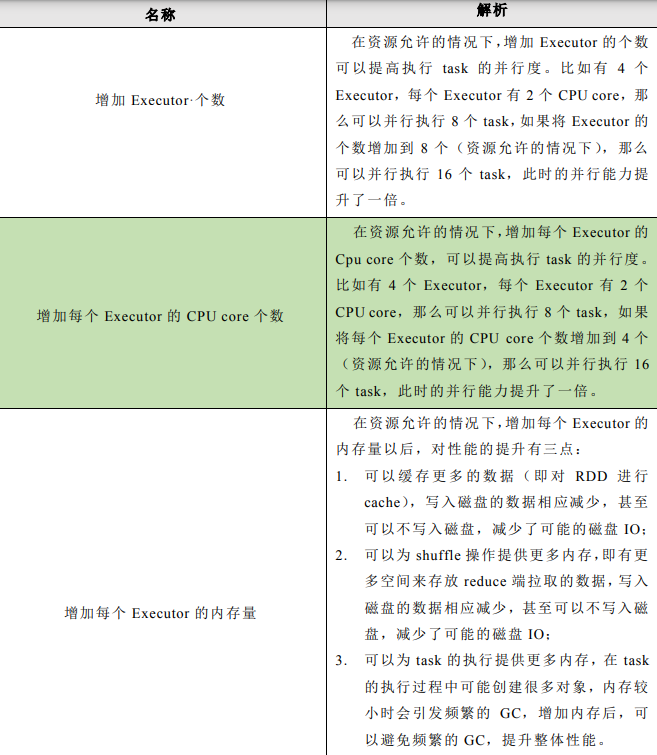 名称
解析
增加 Executor·个数
在资源允许的情况下,增加 Executor 的个数
可以提高执行 task 的并行度。比如有 4 个
Executor,每个 Executor 有 2 个 CPU core,那
么可以并行执行 8 个 task,如果将 Executor 的
个数增加到 8 个(资源允许的情况下),那么
可以并行执行 16 个 task,此时的并行能力提
升了一倍。
增加每个 Executor 的 CPU core 个数
在资源允许的情况下,增加每个 Executor 的
Cpu core 个数,可以提高执行 task 的并行度。
比如有 4 个 Executor,每个 Executor 有 2 个
CPU core,那么可以并行执行 8 个 task,如果
将每个 Executor 的 CPU core 个数增加到 4 个
(资源允许的情况下),那么可以并行执行 16
个 task,此时的并行能力提升了一倍。
增加每个 Executor 的内存量
在资源允许的情况下,增加每个 Executor 的
内存量以后,对性能的提升有三点:
1. 可以缓存更多的数据(即对 RDD 进行
cache),写入磁盘的数据相应减少,甚至
可以不写入磁盘,减少了可能的磁盘 IO;
2. 可以为 shuffle 操作提供更多内存,即有更
多空间来存放 reduce 端拉取的数据,写入
磁盘的数据相应减少,甚至可以不写入磁
盘,减少了可能的磁盘 IO;
3. 可以为 task 的执行提供更多内存,在 task
的执行过程中可能创建很多对象,内存较
小时会引发频繁的 GC,增加内存后,可
以避免频繁的 GC,提升整体性能。